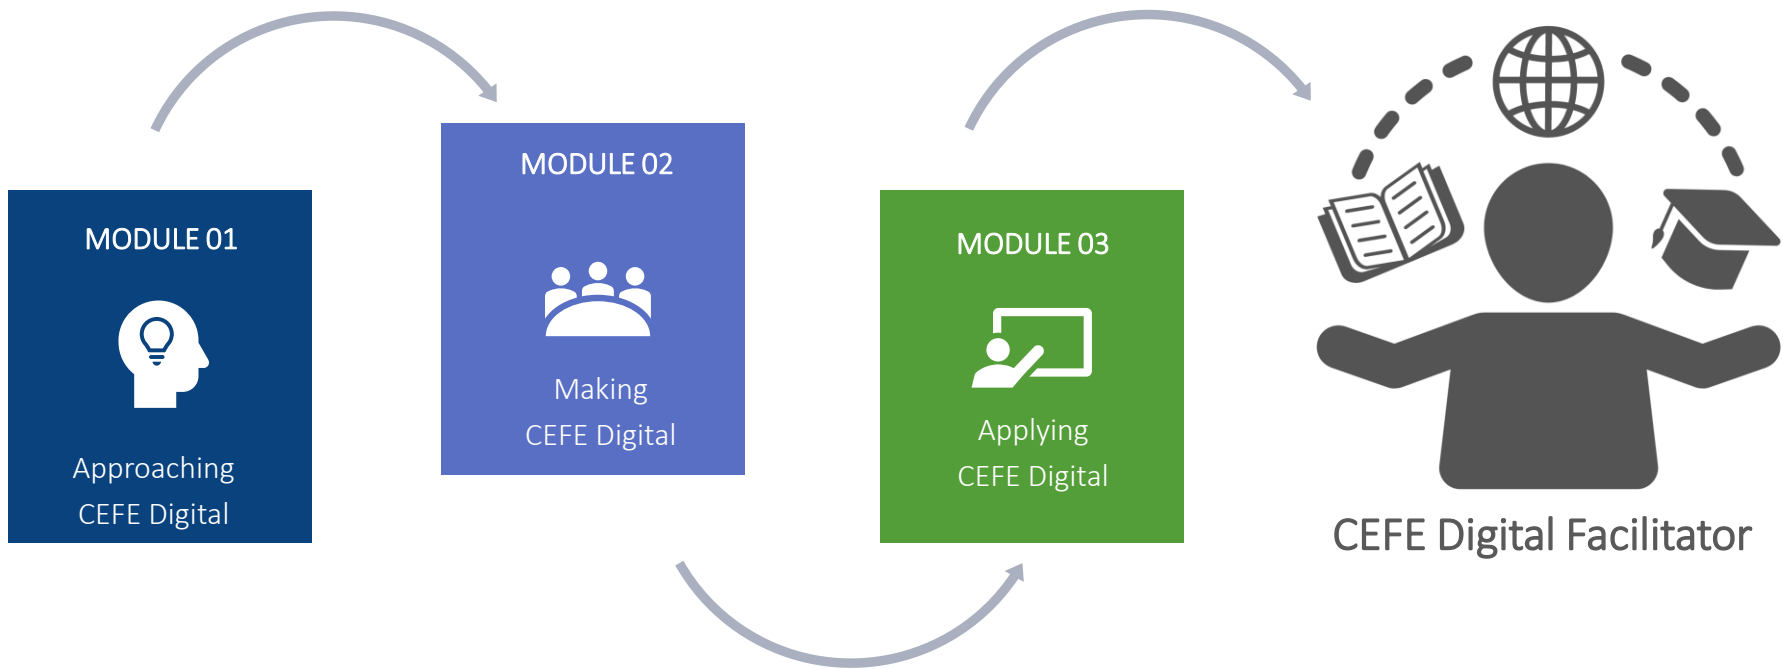 MODULE 01
Approaching
CEFE Digital
MODULE 02
Making
CEFE Digital
MODULE 03
Applying
CEFE Digital
CEFE Digital Facilitator